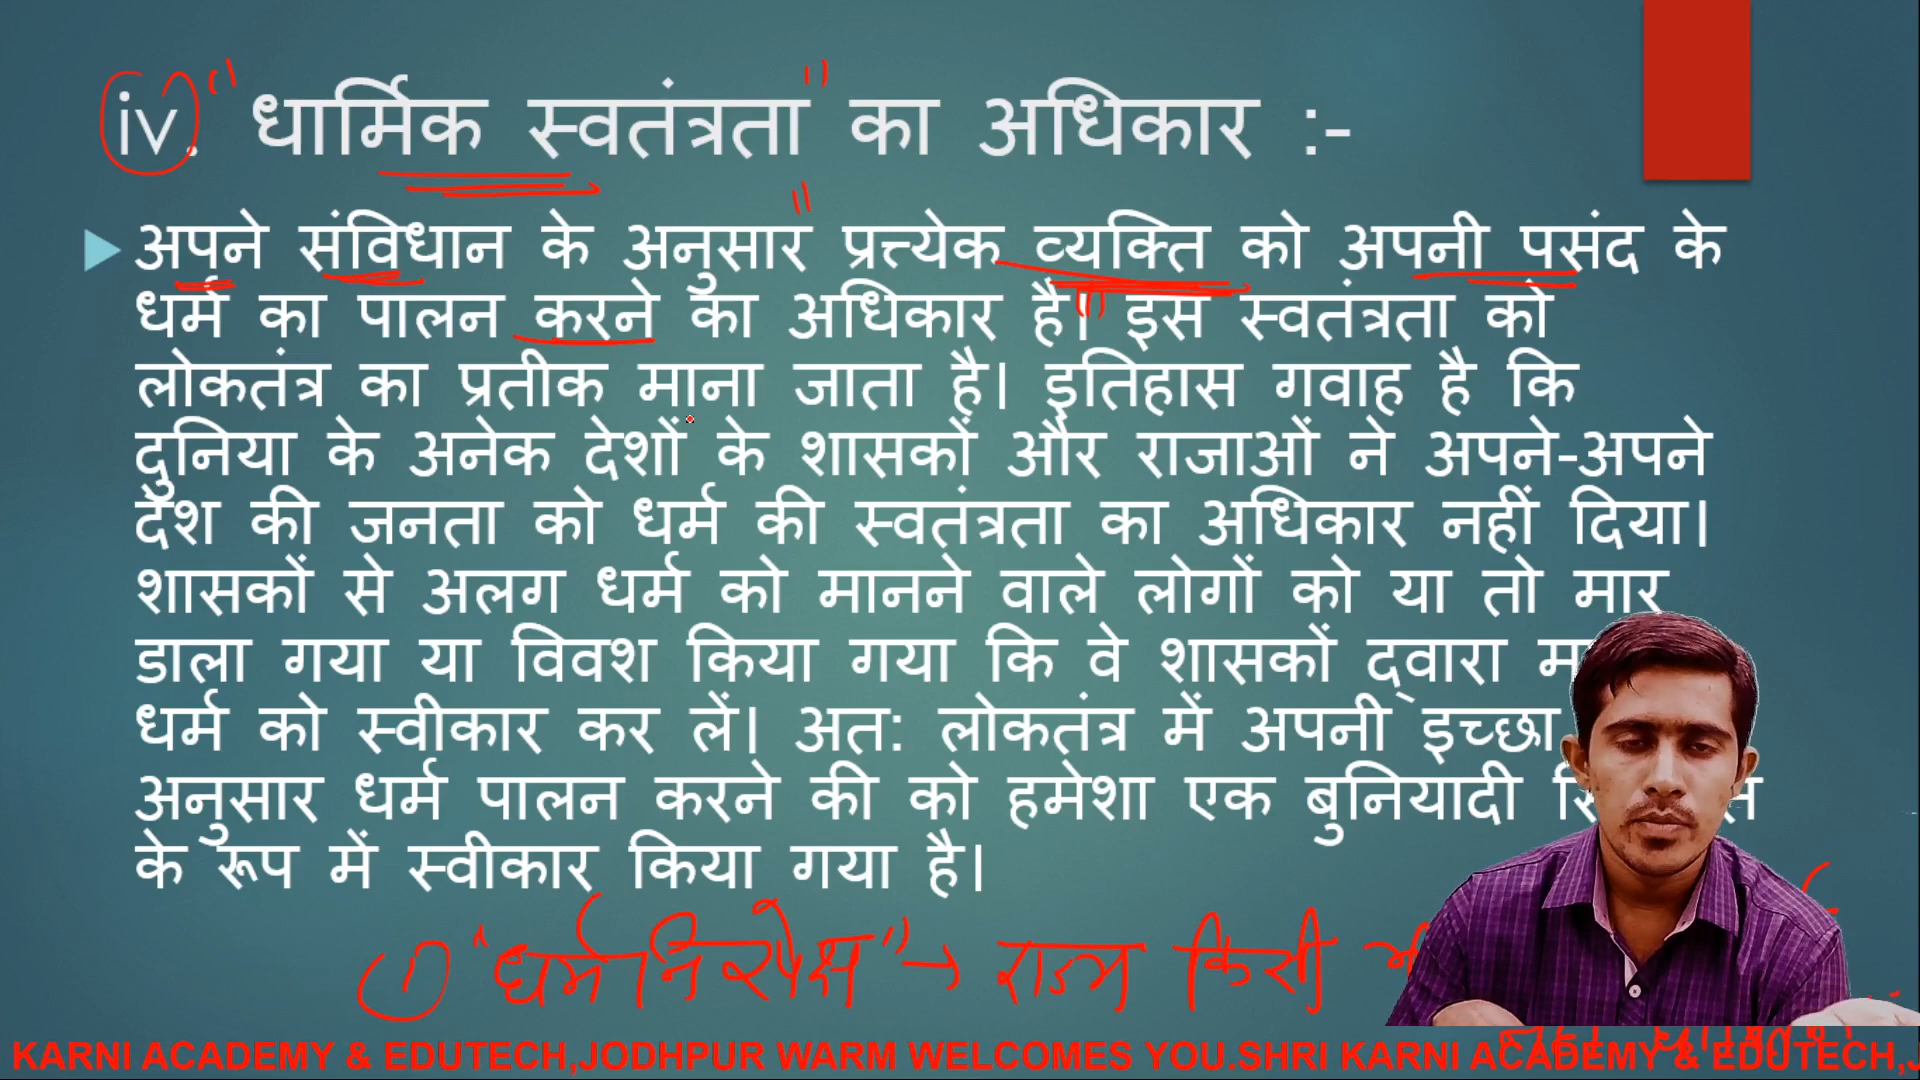 iv. " धार्मिक स्वतंत्रता " का अधिकार :-
अपने संविधान के अनुसार " प्रत्त्येक व्यक्ति को अपनी पसंद के
धर्म का पालन करने का अधिकार है। " इस स्वतंत्रता को
लोकतंत्र का प्रतीक माना जाता है। इतिहास गवाह है कि
दुनिया के अनेक देशों के शासकों और राजाओं ने अपने-अपने
देश की जनता को धर्म की स्वतंत्रता का अधिकार नहीं दिया।
शासकों से अलग धर्म को मानने वाले लोगों को या तो मार
डाला गया या विवश किया गया कि वे शासकों द्वारा
धर्म को स्वीकार कर लें। अत: लोकतंत्र में अपनी इच्छा
अनुसार धर्म पालन करने की को हमेशा एक बुनियादी
के रूप में स्वीकार किया गया है।
① "धर्म निरपेक्ष" → राज्य किसी
KARNI ACADEMY & EDUTECH,JODHPUR WARM WELCOMES YOU.SHRI KARNI ACADEMY & EDUTECH,J